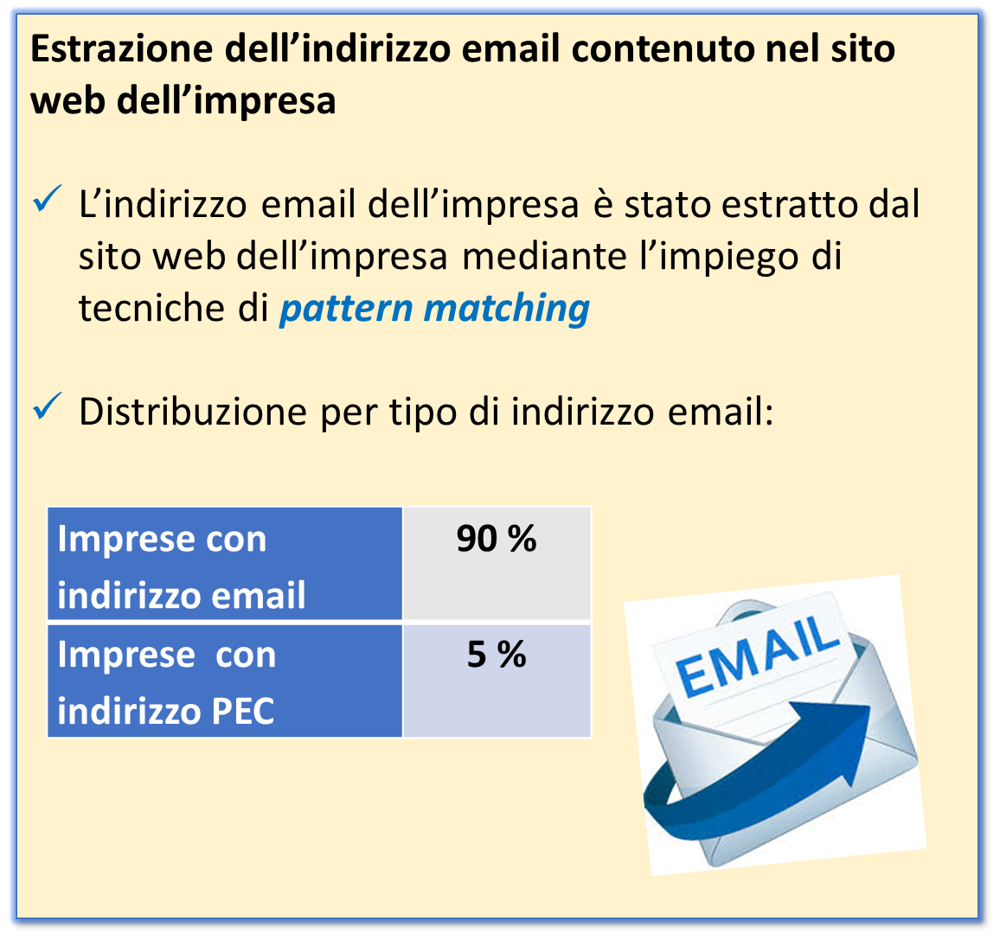 Estrazione dell’indirizzo email contenuto nel sito
web dell’impresa
✓ L’indirizzo email dell’impresa è stato estratto dal
sito web dell’impresa mediante l’impiego di
tecniche di pattern matching
✓ Distribuzione per tipo di indirizzo email:
Imprese con 90 %
indirizzo email
Imprese con 5 %
indirizzo PEC
EMAIL